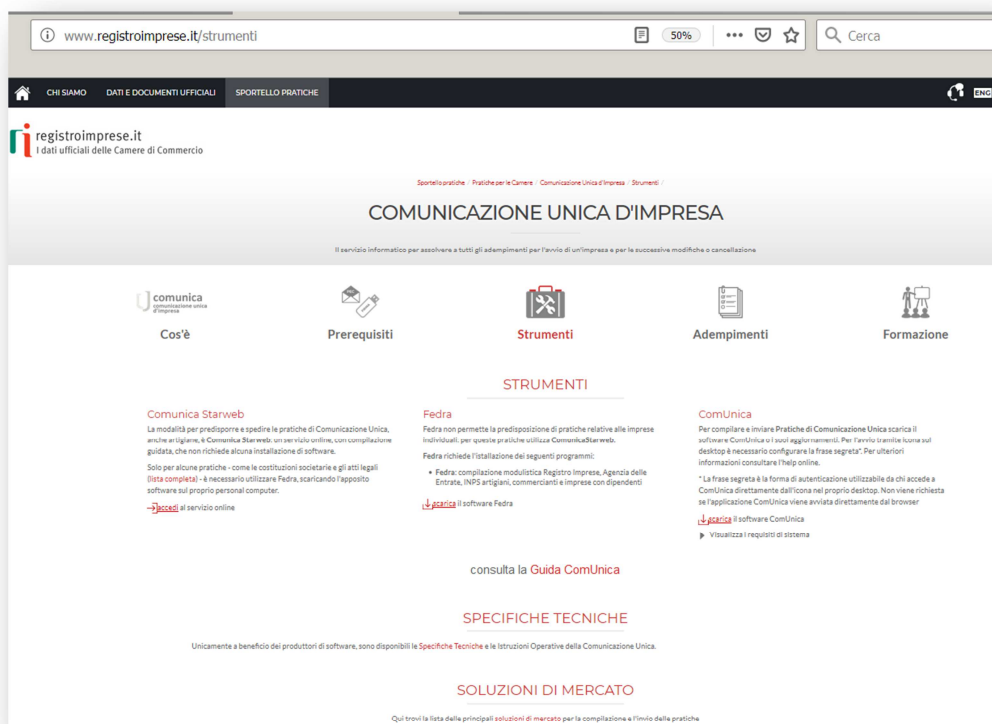 www.registroimprese.it/strumenti
50%
Cerca
CHI SIAMO
DATI E DOCUMENTI UFFICIALI
SPORTELLO PRATICHE
ENG
registroimprese.it
I dati ufficiali delle Camere di Commercio
Sportello pratiche / Pratiche per le Camere / Comunicazione Unica d'Impresa / Strumenti /
COMUNICAZIONE UNICA D'IMPRESA
Il servizio informatico per assolvere a tutti gli adempimenti per l'avvio di un'impresa e per le successive modifiche o cancellazione
comunica
comunicazione unica
d'impresa
Cos'è
Prerequisiti
Strumenti
Adempimenti
Formazione
STRUMENTI
Comunica Starweb
La modalità per predisporre e spedire le pratiche di Comunicazione Unica,
anche artigiane, è Comunica Starweb: un servizio online, con compilazione
guidata, che non richiede alcuna installazione di software.
Solo per alcune pratiche - come le costituzioni societarie e gli atti legali
(lista completa) - è necessario utilizzare Fedra, scaricando l'apposito
software sul proprio personal computer.
accedi al servizio online
Fedra
Fedra non permette la predisposizione di pratiche relative alle imprese
individuali: per queste pratiche utilizza ComunicaStarweb.
Fedra richiede l'istallazione dei seguenti programmi:
• Fedra: compilazione modulistica Registro Imprese, Agenzia delle
Entrate, INPS artigiani, commercianti e imprese con dipendenti
scarica il software Fedra
ComUnica
Per compilare e inviare Pratiche di Comunicazione Unica scarica il
software ComUnica o i suoi aggiornamenti. Per l'avvio tramite icona sul
desktop è necessario configurare la frase segreta*. Per ulteriori
informazioni consultare l'help online.
* La frase segreta è la forma di autenticazione utilizzabile da chi accede a
ComUnica direttamente dall'icona nel proprio desktop. Non viene richiesta
se l'applicazione ComUnica viene avviata direttamente dal browser
scarica il software ComUnica
Visualizza i requisiti di sistema
consulta la Guida ComUnica
SPECIFICHE TECNICHE
Unicamente a beneficio dei produttori di software, sono disponibili le Specifiche Tecniche e le Istruzioni Operative della Comunicazione Unica.
SOLUZIONI DI MERCATO
Qui trovi la lista delle principali soluzioni di mercato per la compilazione e l'invio delle pratiche